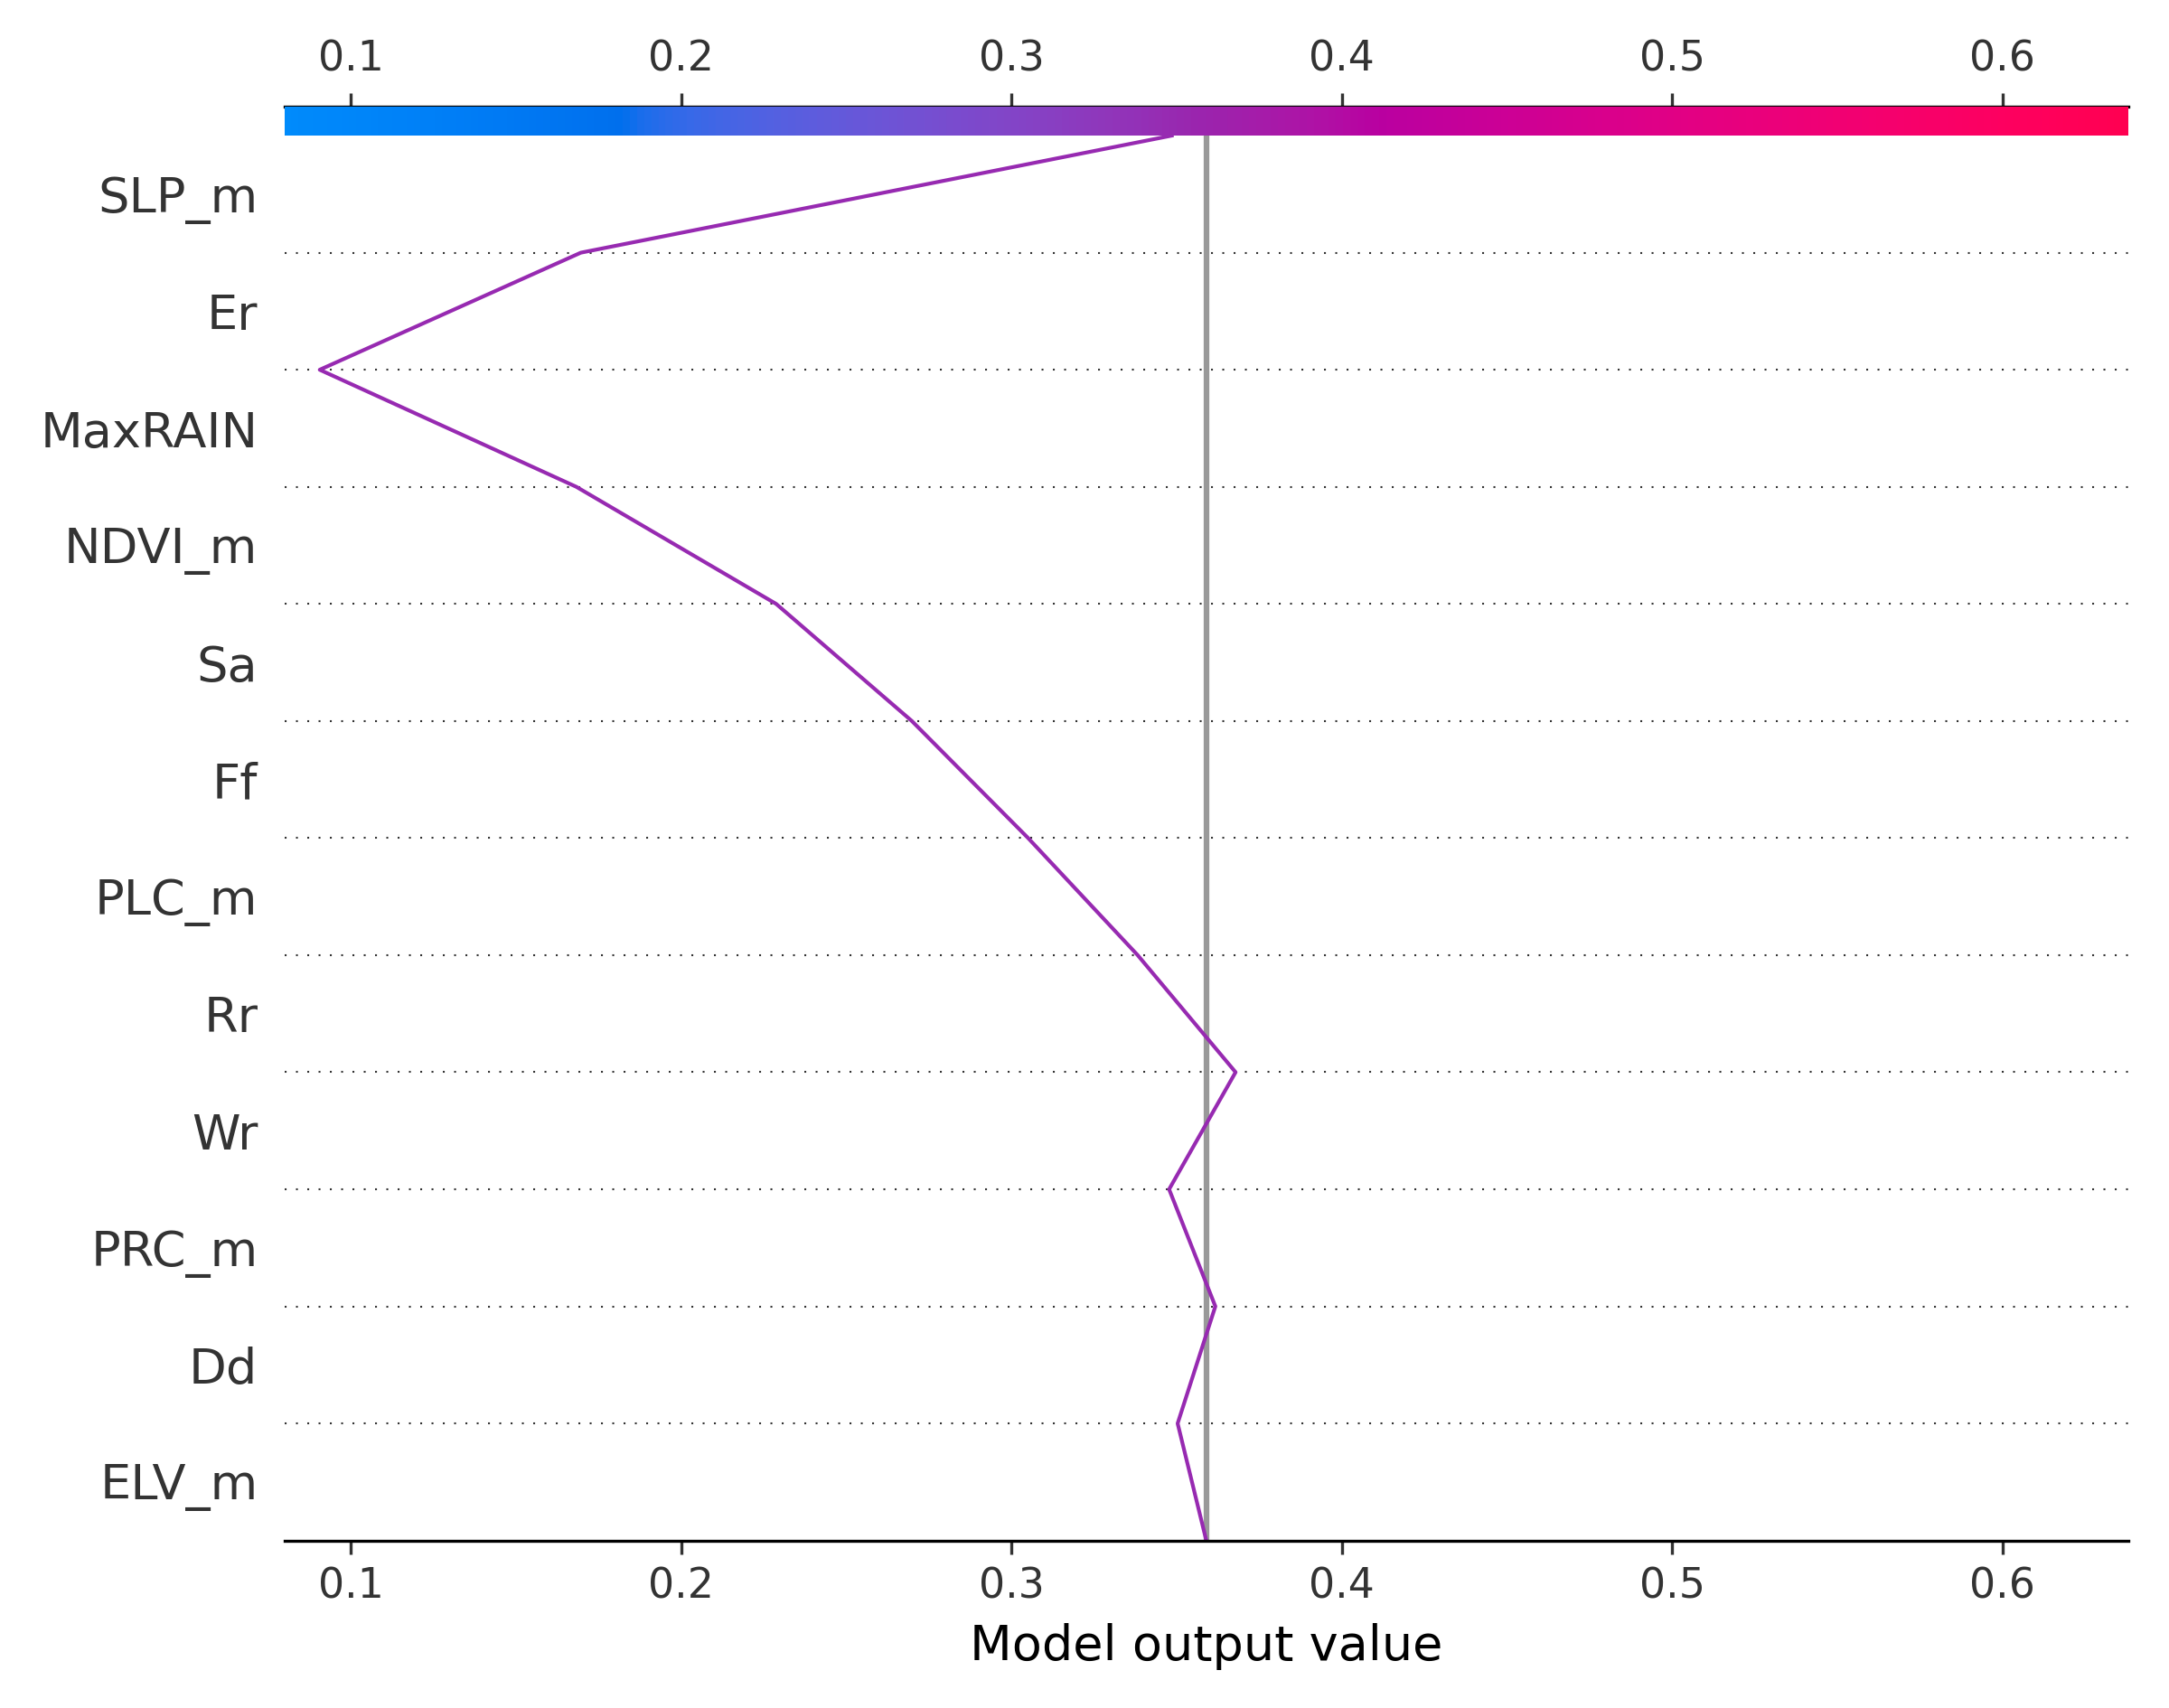 0.1 0.2 0.3 0.4 0.5 0.6
SLP_m
Er
MaxRAIN
NDVI_m
Sa
Ff
PLC_m
Rr
Wr
PRC_m
Dd
ELV_m
0.1 0.2 0.3 0.4 0.5 0.6
Model output value